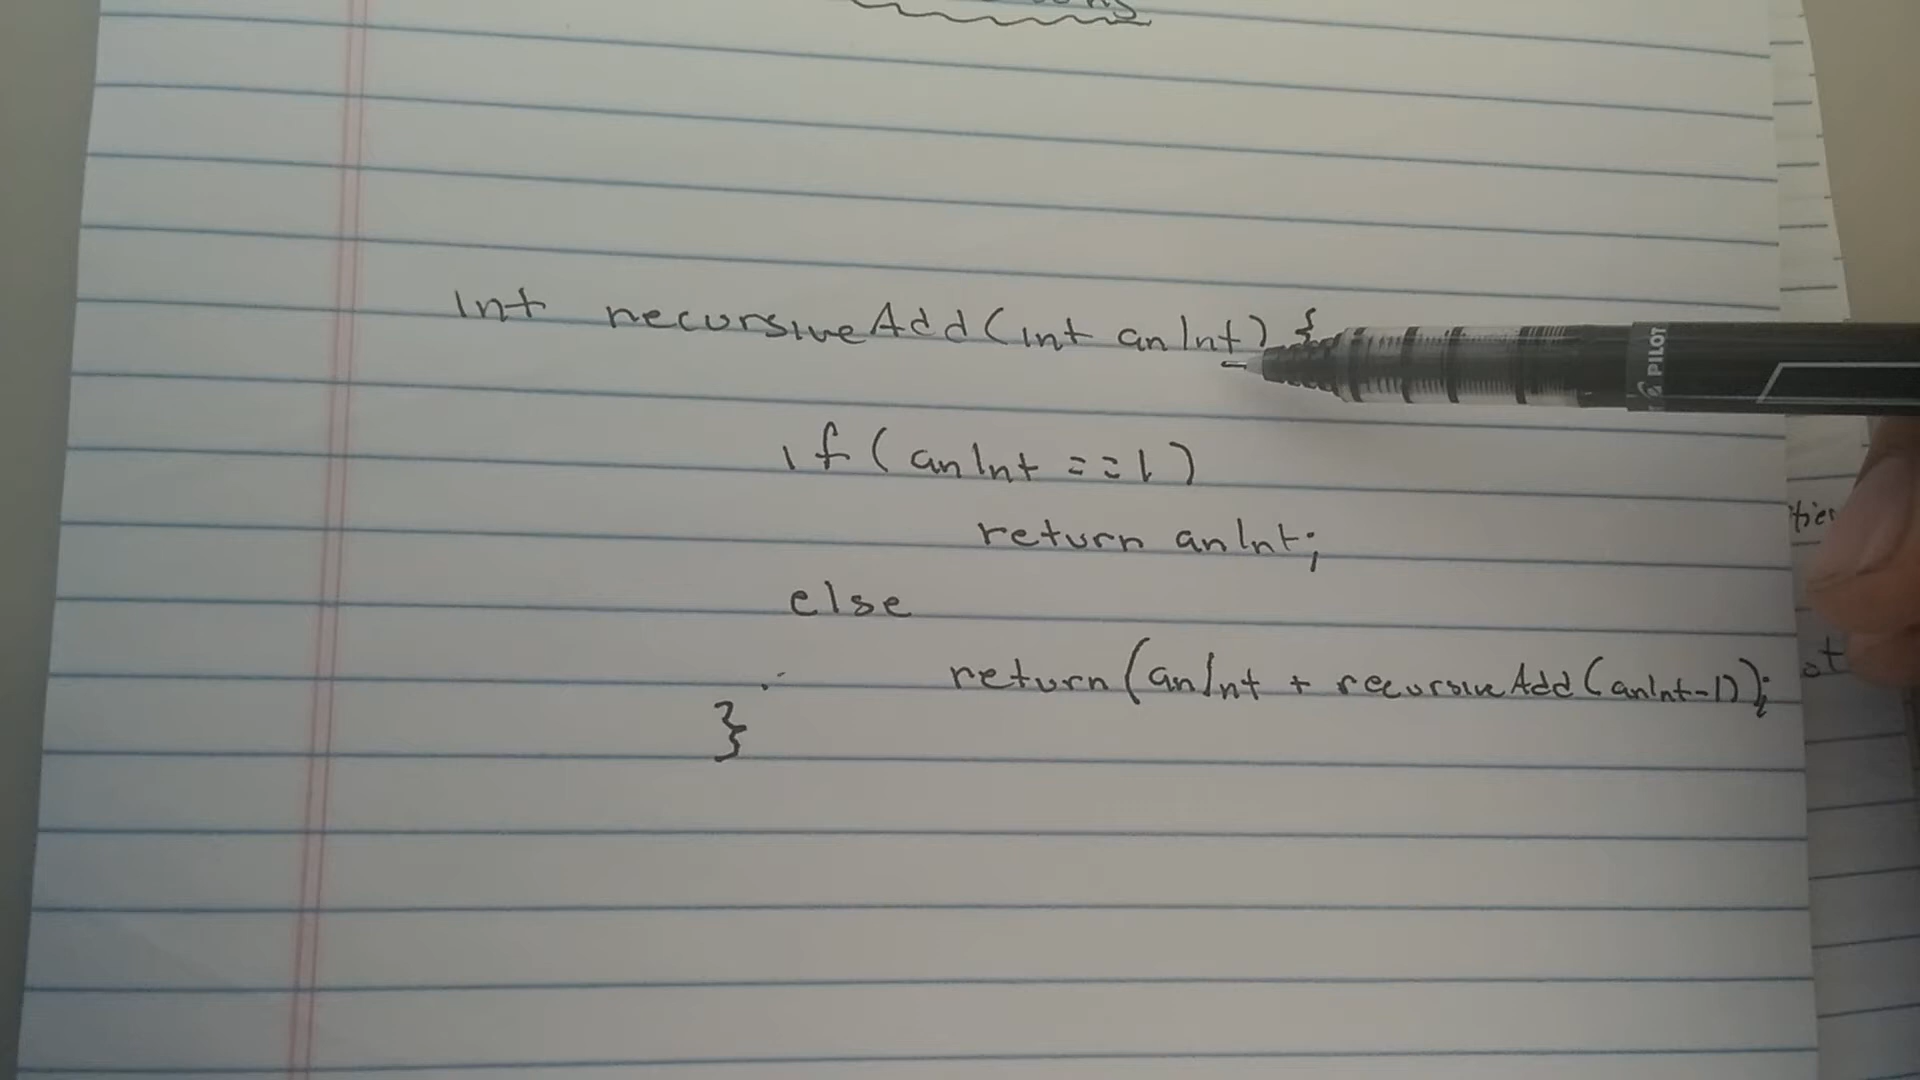 int recursiveAdd(int anInt) {
PILOT
if (anInt == 1)
return anInt;
else
return (anInt + recursiveAdd(anInt-1);
}